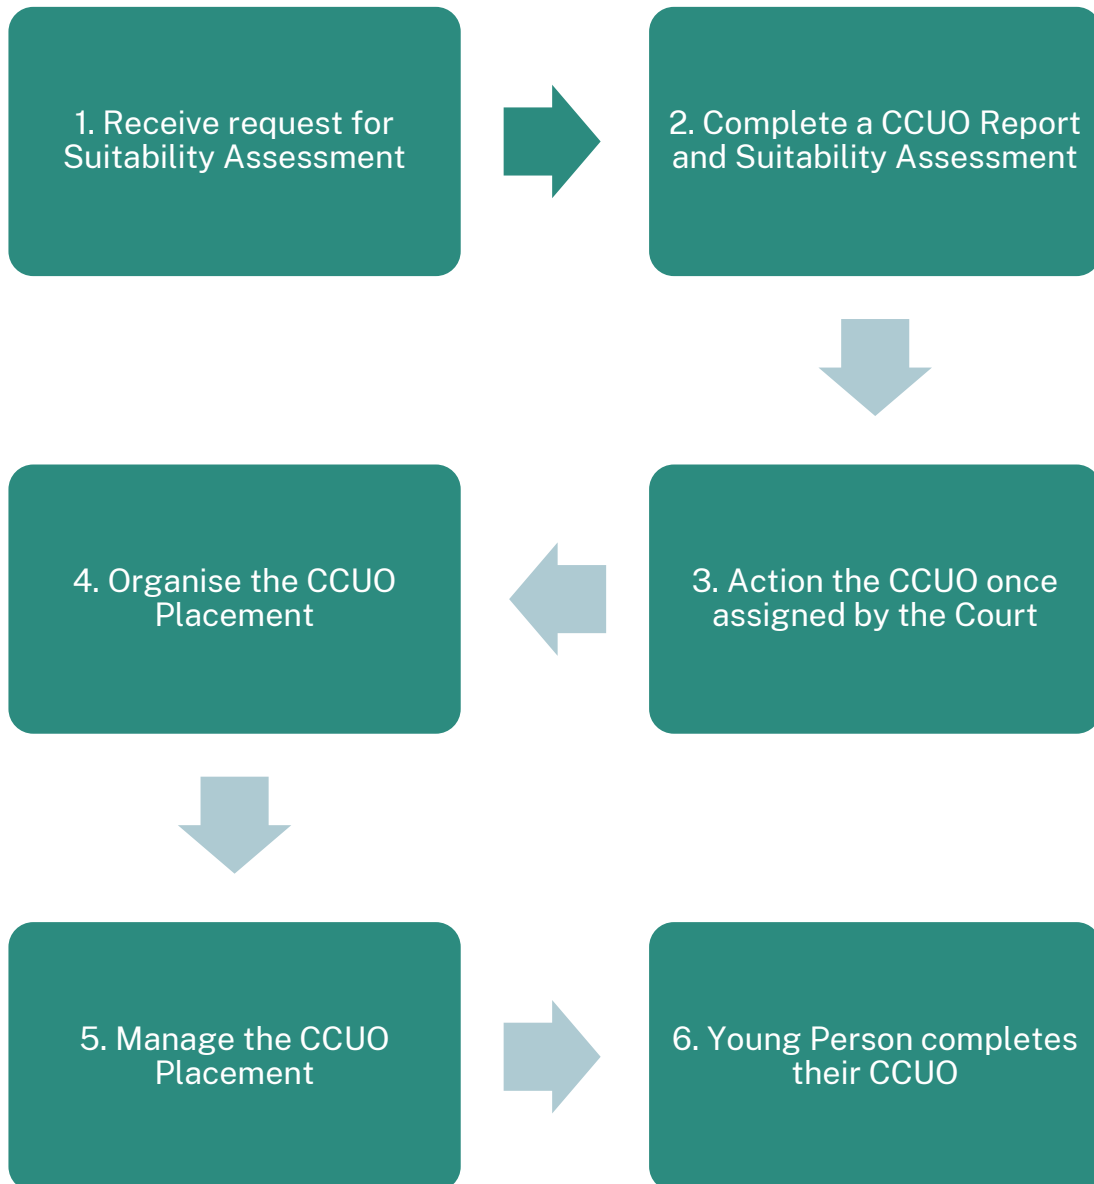 1. Receive request for
Suitability Assessment
2. Complete a CCUO Report
and Suitability Assessment
3. Action the CCUO once
assigned by the Court
4. Organise the CCUO
Placement
5. Manage the CCUO
Placement
6. Young Person completes
their CCUO